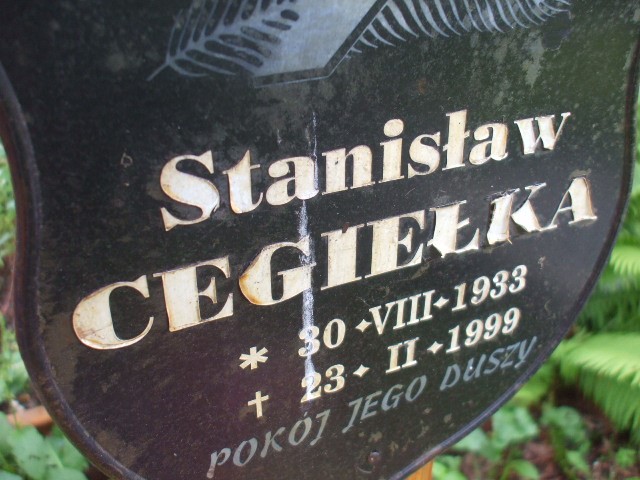 Stanisław
CEGIEŁKA
* 30 • VIII • 1933
† 23 • II • 1999
POKÓJ JEGO DUSZY